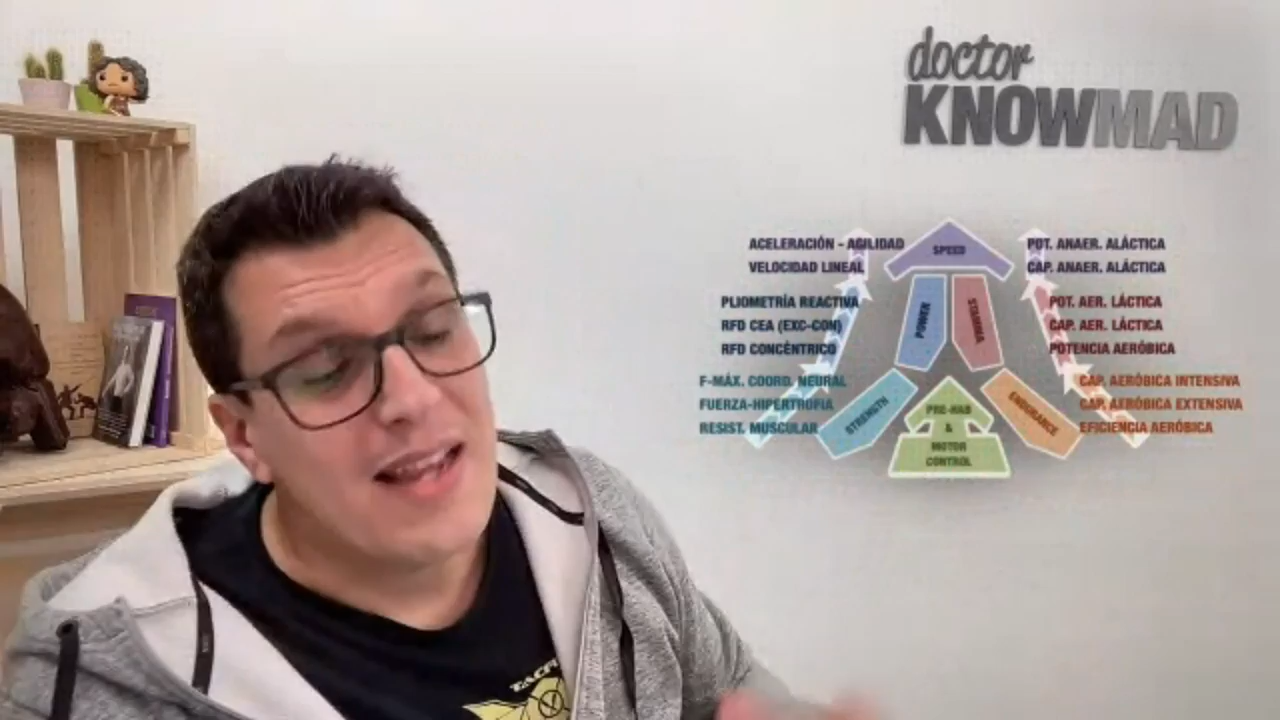 doctor
KNOWMAD
ACELERACIÓN - AGILIDAD
VELOCIDAD LINEAL
PLIOMETRÍA REACTIVA
RFD CEA (EXC-CON)
RFD CONCÉNTRICO
F-MÁX. COORD. NEURAL
FUERZA-HIPERTROFIA
RESIST. MUSCULAR
SPEED
POWER
STAMINA
STRENGTH
PRE-HAB
&
MOTOR
CONTROL
ENDURANCE
POT. ANAER. ALÁCTICA
CAP. ANAER. ALÁCTICA
POT. AER. LÁCTICA
CAP. AER. LÁCTICA
POTENCIA AERÓBICA
CAP. AERÓBICA INTENSIVA
CAP. AERÓBICA EXTENSIVA
EFICIENCIA AERÓBICA